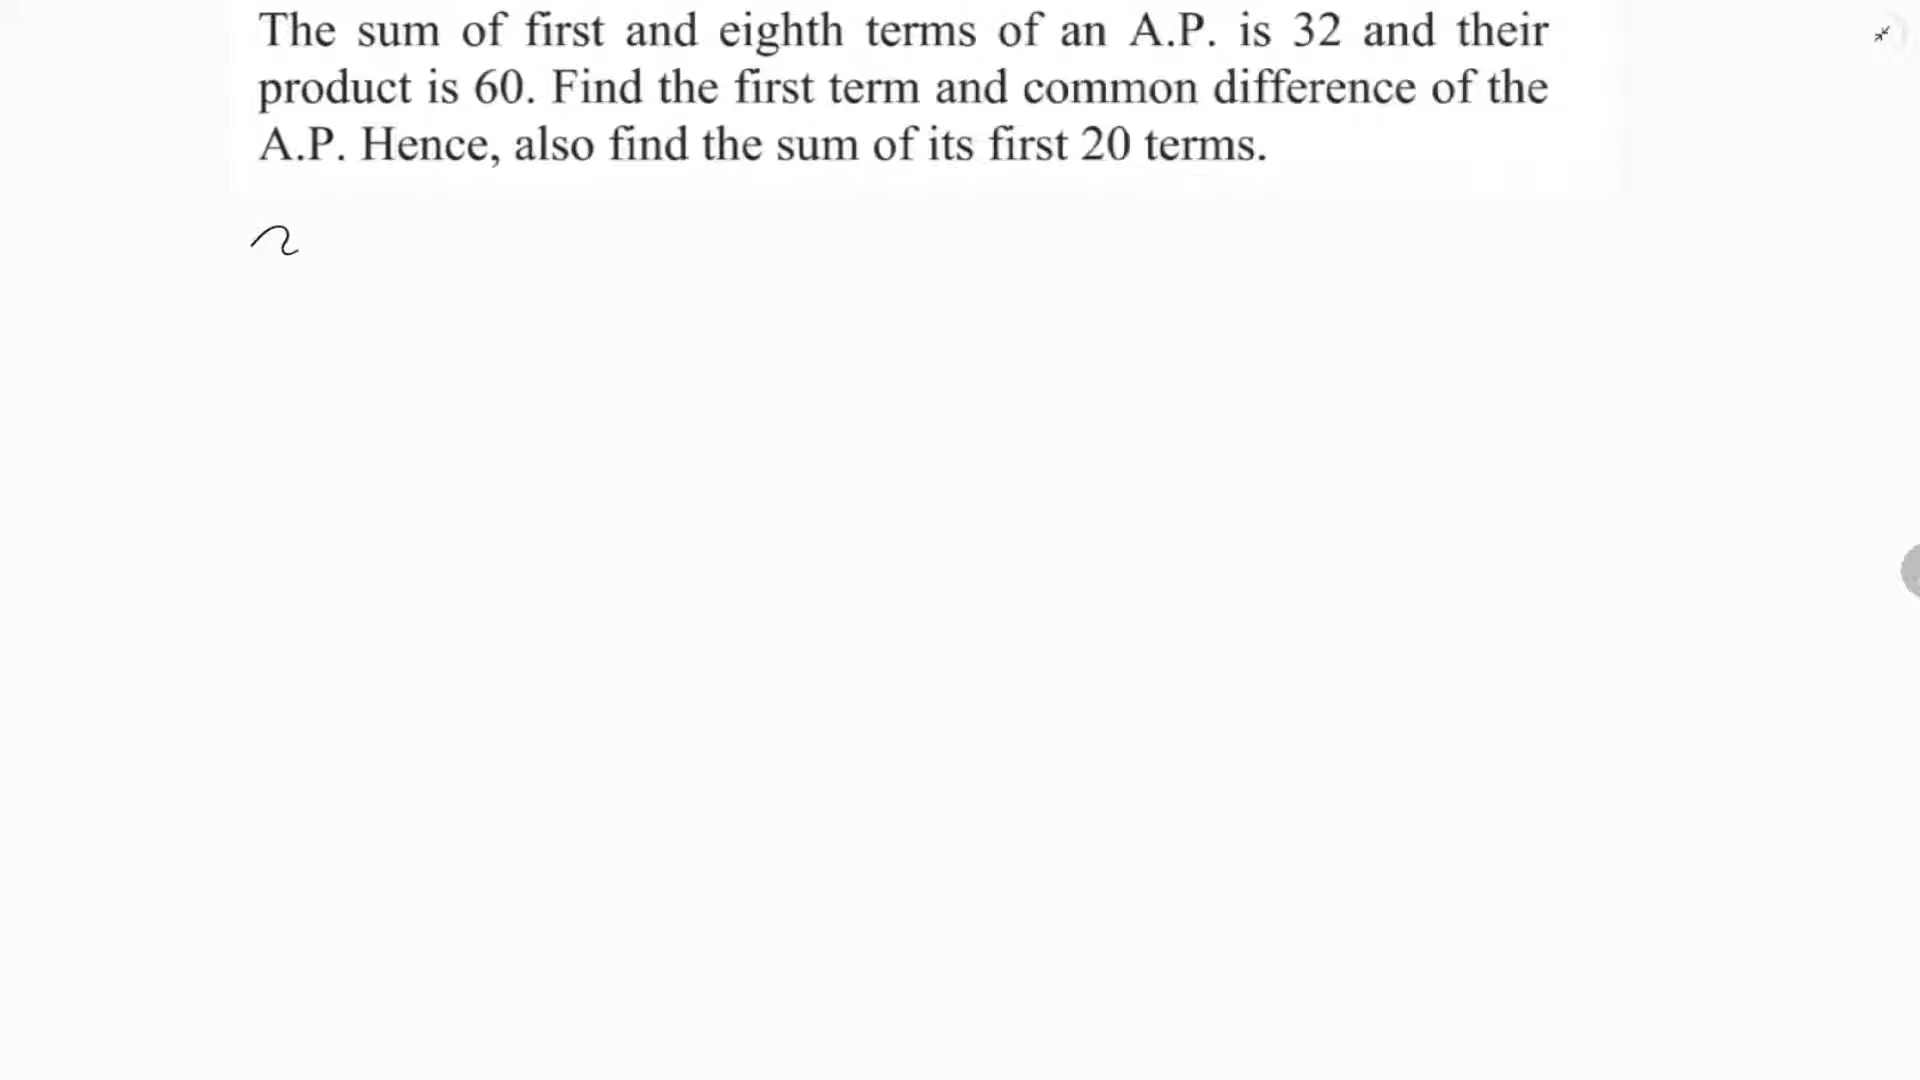 The sum of first and eighth terms of an A.P. is 32 and their
product is 60. Find the first term and common difference of the
A.P. Hence, also find the sum of its first 20 terms.